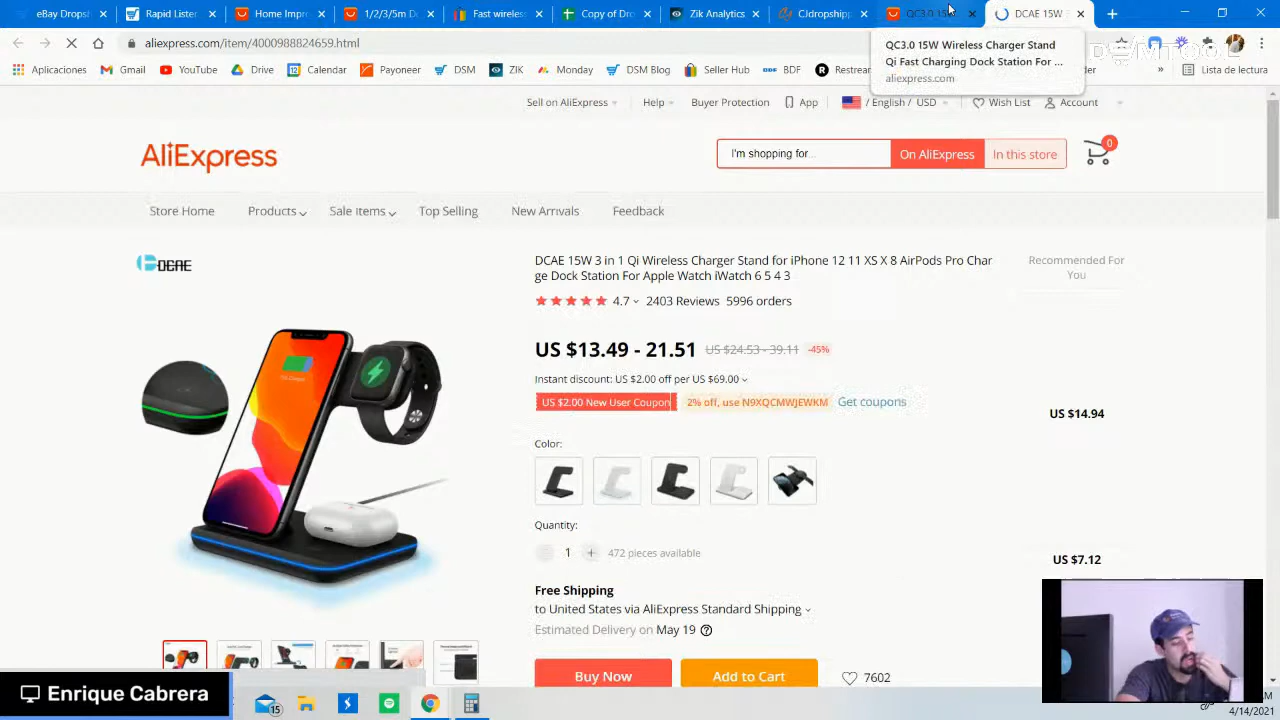 eBay Drops
Home Impro
1/2/3/5m D
Fast wireles
Copy of Dro
Zik Analytics
Cjdropshipp
QC3.0 15W
DCAE 15W
aliexpress.com/item/4000988824659.html
QC3.0 15W Wireless Charger Stand
Qi Fast Charging Dock Station For ...
aliexpress.com
Aplicaciones
Gmail
YouTube
Drive
Calendar
Payoneer
DSM
ZIK
Monday
DSM Blog
Seller Hub
BDF
Restream
Lista de lectura
Sell on AliExpress
Help
Buyer Protection
App
/ English / USD
Wish List
Account
AliExpress
I'm shopping for...
On AliExpress
In this store
0
Store Home
Products
Sale Items
Top Selling
New Arrivals
Feedback
DCAE
DCAE 15W 3 in 1 Qi Wireless Charger Stand for iPhone 12 11 XS X 8 AirPods Pro Char
ge Dock Station For Apple Watch iWatch 6 5 4 3
4.7
2403 Reviews
5996 orders
Recommended For
You
US $13.49 - 21.51
US $24.53 - 39.11
-45%
Instant discount: US $2.00 off per US $69.00
US $2.00 New User Coupon
2% off, use N9XQCMWJEWKM
Get coupons
US $14.94
Color:
Quantity:
1
472 pieces available
US $7.12
Free Shipping
to United States via AliExpress Standard Shipping
Estimated Delivery on May 19
Buy Now
Add to Cart
7602
Enrique Cabrera
15
4/14/2021